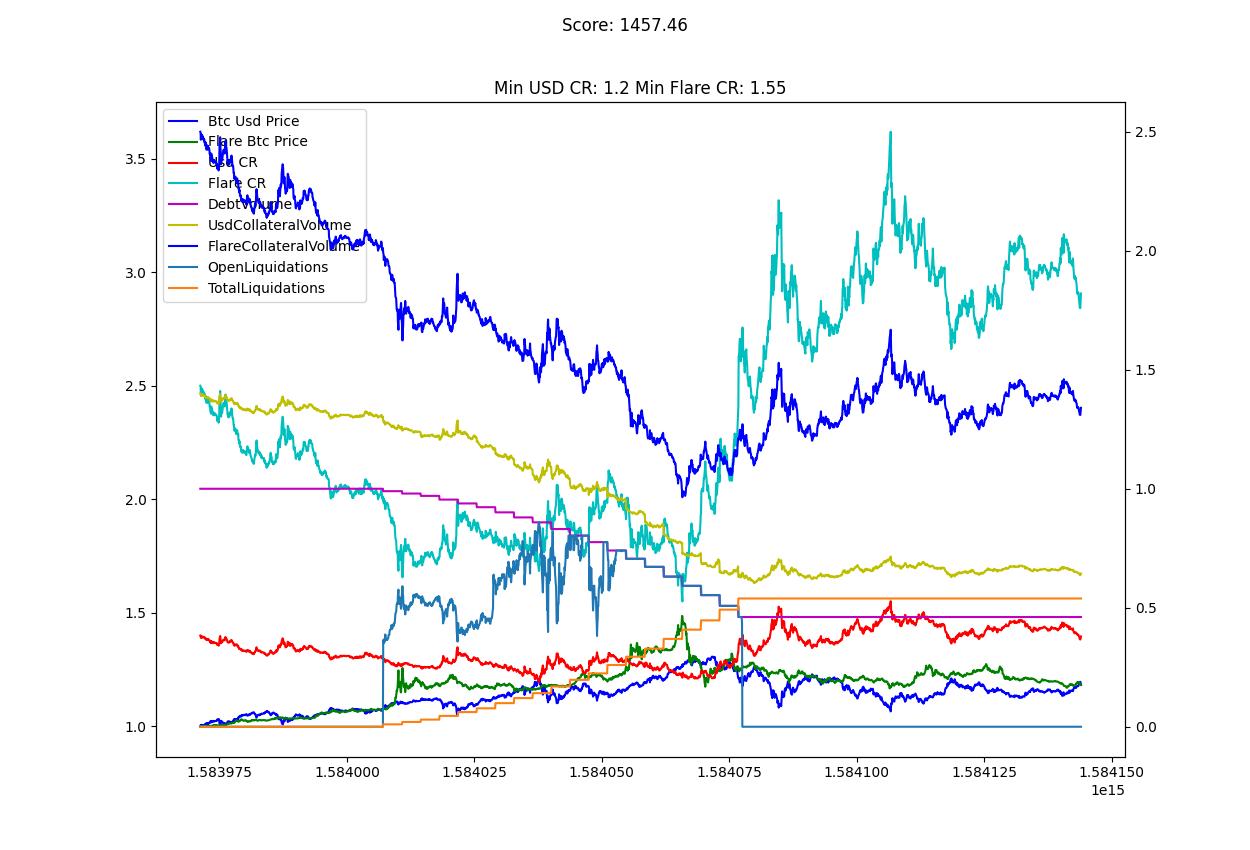 Score: 1457.46
Min USD CR: 1.2 Min Flare CR: 1.55
Btc Usd Price
Flare Btc Price
Usd CR
Flare CR
DebtVolume
UsdCollateralVolume
FlareCollateralVolume
OpenLiquidations
TotalLiquidations
3.5
3.0
2.5
2.0
1.5
1.0
2.5
2.0
1.5
1.0
0.5
0.0
1.583975
1.584000
1.584025
1.584050
1.584075
1.584100
1.584125
1.584150
1e15